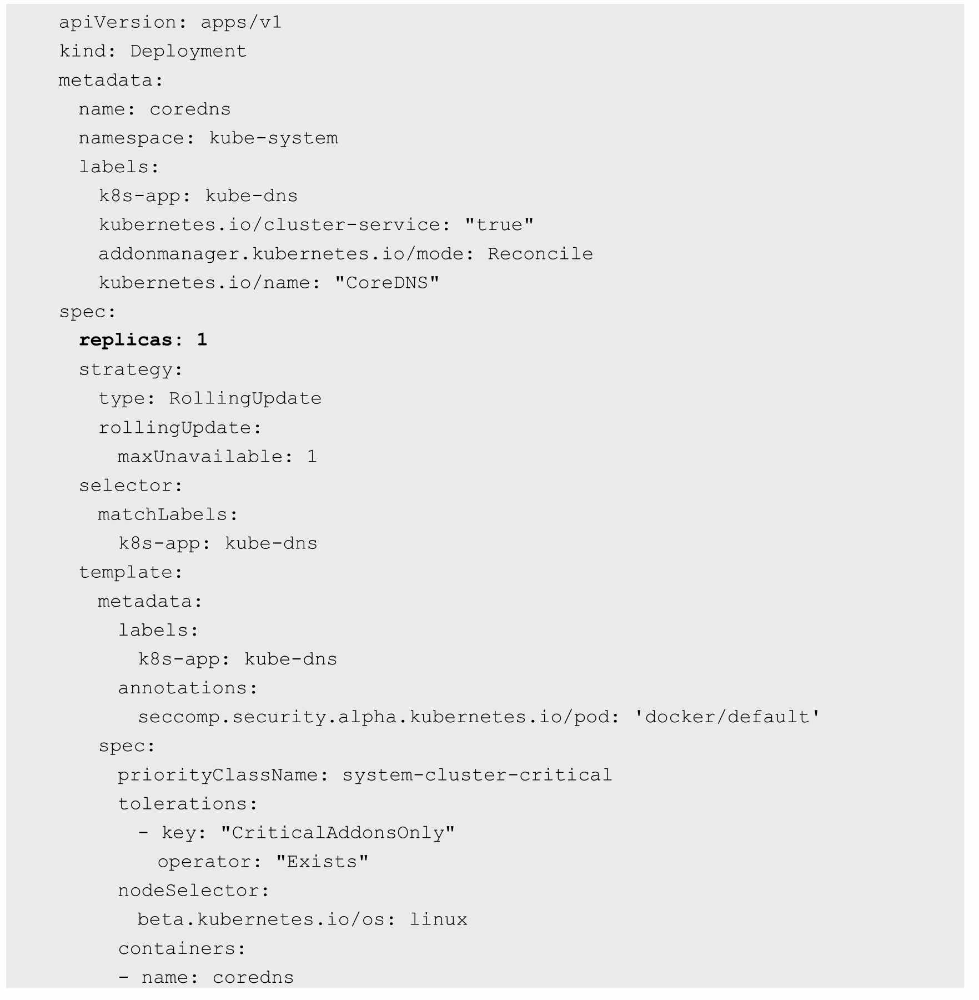 apiVersion: apps/v1
kind: Deployment
metadata:
  name: coredns
  namespace: kube-system
  labels:
    k8s-app: kube-dns
    kubernetes.io/cluster-service: "true"
    addonmanager.kubernetes.io/mode: Reconcile
    kubernetes.io/name: "CoreDNS"
spec:
  replicas: 1
  strategy:
    type: RollingUpdate
    rollingUpdate:
      maxUnavailable: 1
  selector:
    matchLabels:
      k8s-app: kube-dns
  template:
    metadata:
      labels:
        k8s-app: kube-dns
      annotations:
        seccomp.security.alpha.kubernetes.io/pod: 'docker/default'
    spec:
      priorityClassName: system-cluster-critical
      tolerations:
        - key: "CriticalAddonsOnly"
          operator: "Exists"
      nodeSelector:
        beta.kubernetes.io/os: linux
      containers:
      - name: coredns